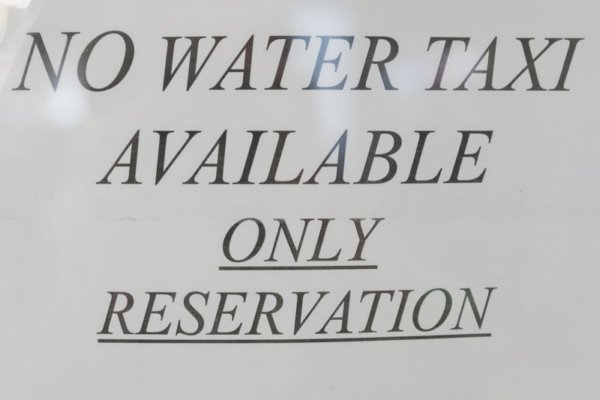 NO WATER TAXI
AVAILABLE
ONLY
RESERVATION